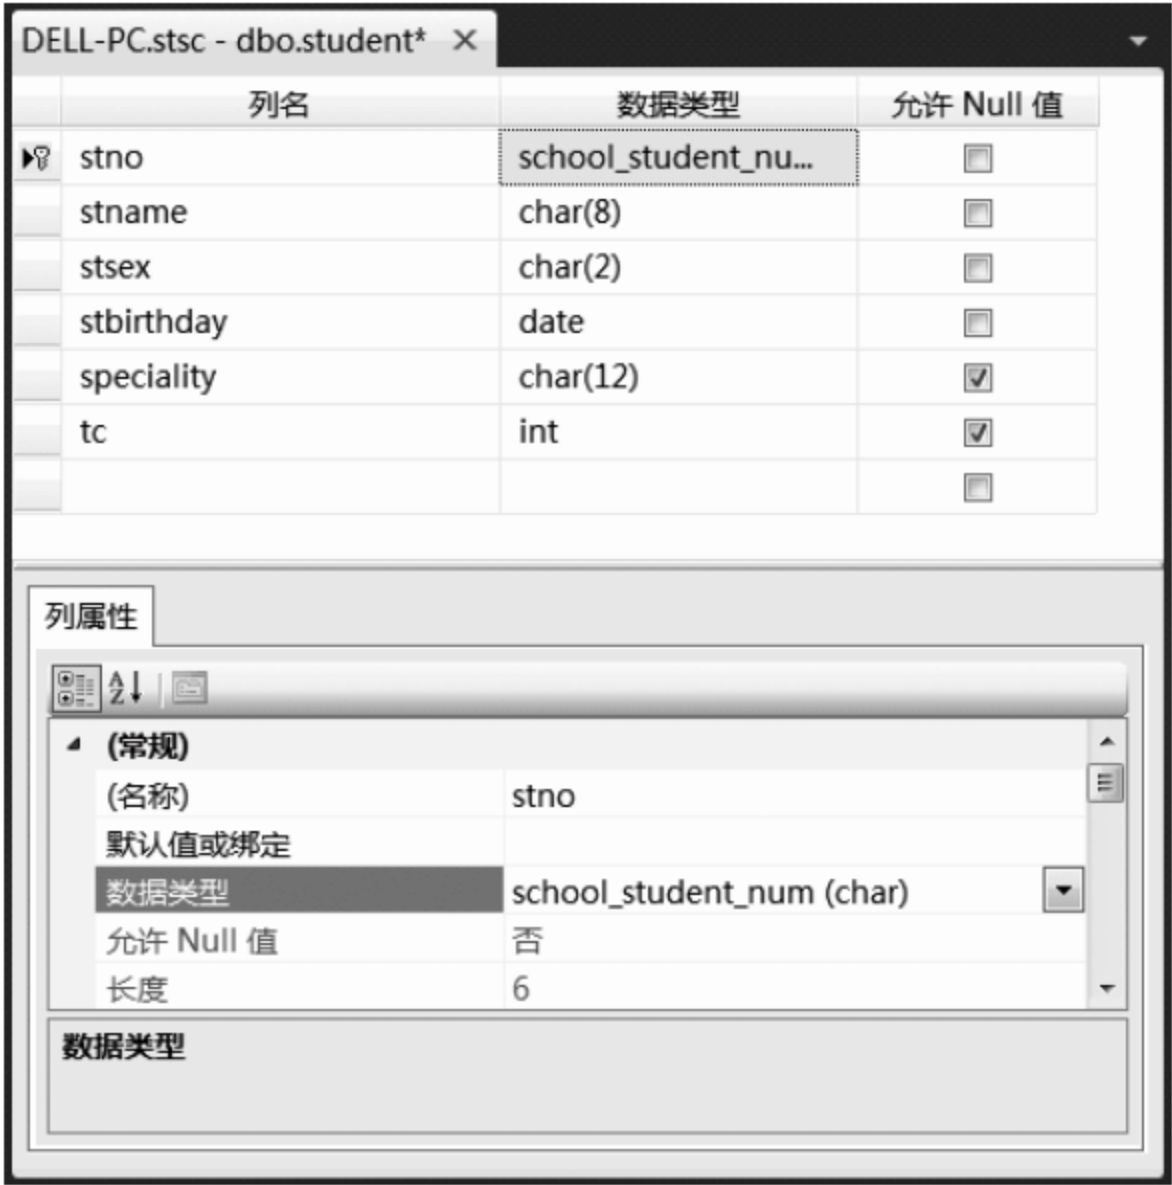 DELL-PC.stsc - dbo.student*
列名 数据类型 允许 Null 值
stno school_student_nu...
stname char(8)
stsex char(2)
stbirthday date
speciality char(12)
tc int
列属性
(常规)
(名称) stno
默认值或绑定
数据类型 school_student_num (char)
允许 Null 值 否
长度 6
数据类型